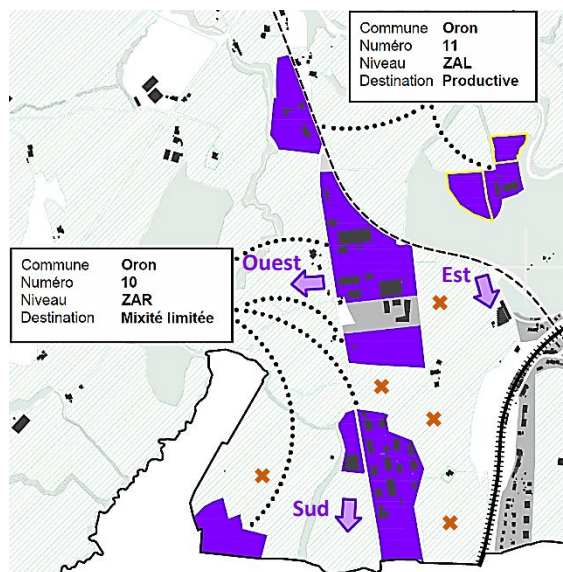 Commune Oron
Numéro 11
Niveau ZAL
Destination Productive
Commune Oron
Numéro 10
Niveau ZAR
Destination Mixité limitée
Ouest
Est
Sud